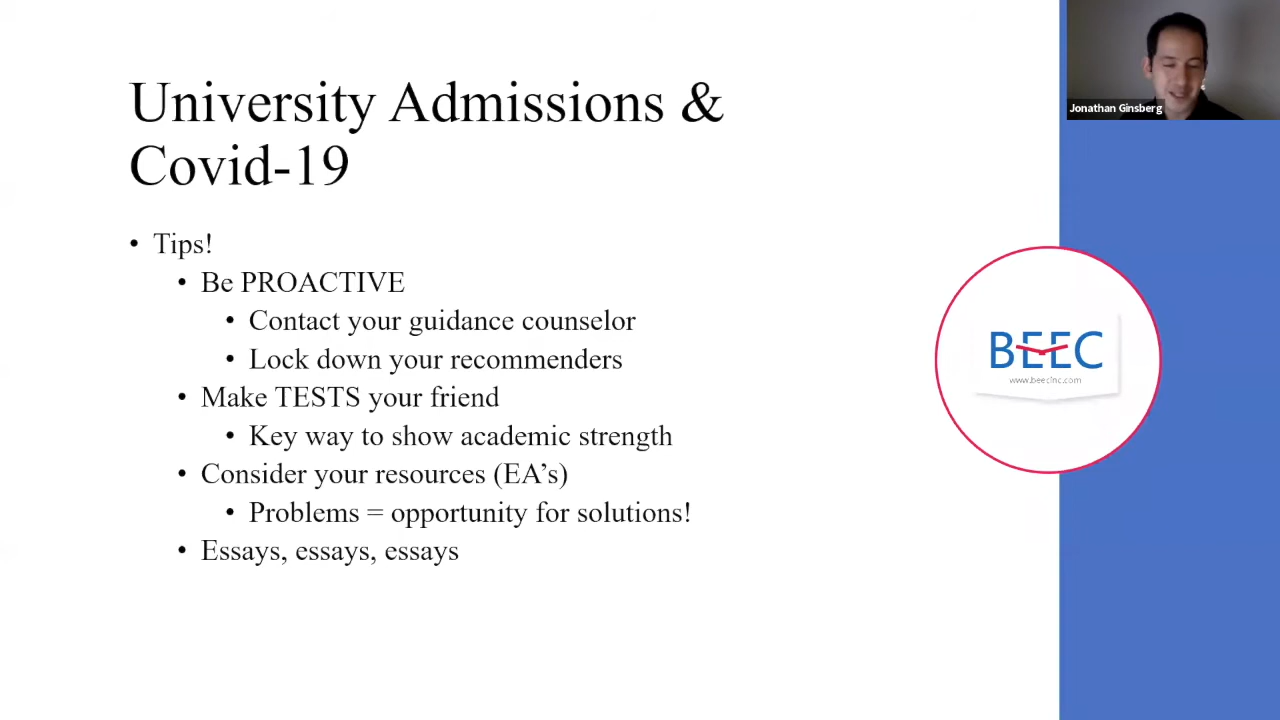 University Admissions &
Covid-19
• Tips!
• Be PROACTIVE
• Contact your guidance counselor
• Lock down your recommenders
• Make TESTS your friend
• Key way to show academic strength
• Consider your resources (EA’s)
• Problems = opportunity for solutions!
• Essays, essays, essays
Jonathan Ginsberg
BEEC
www.beecinc.com